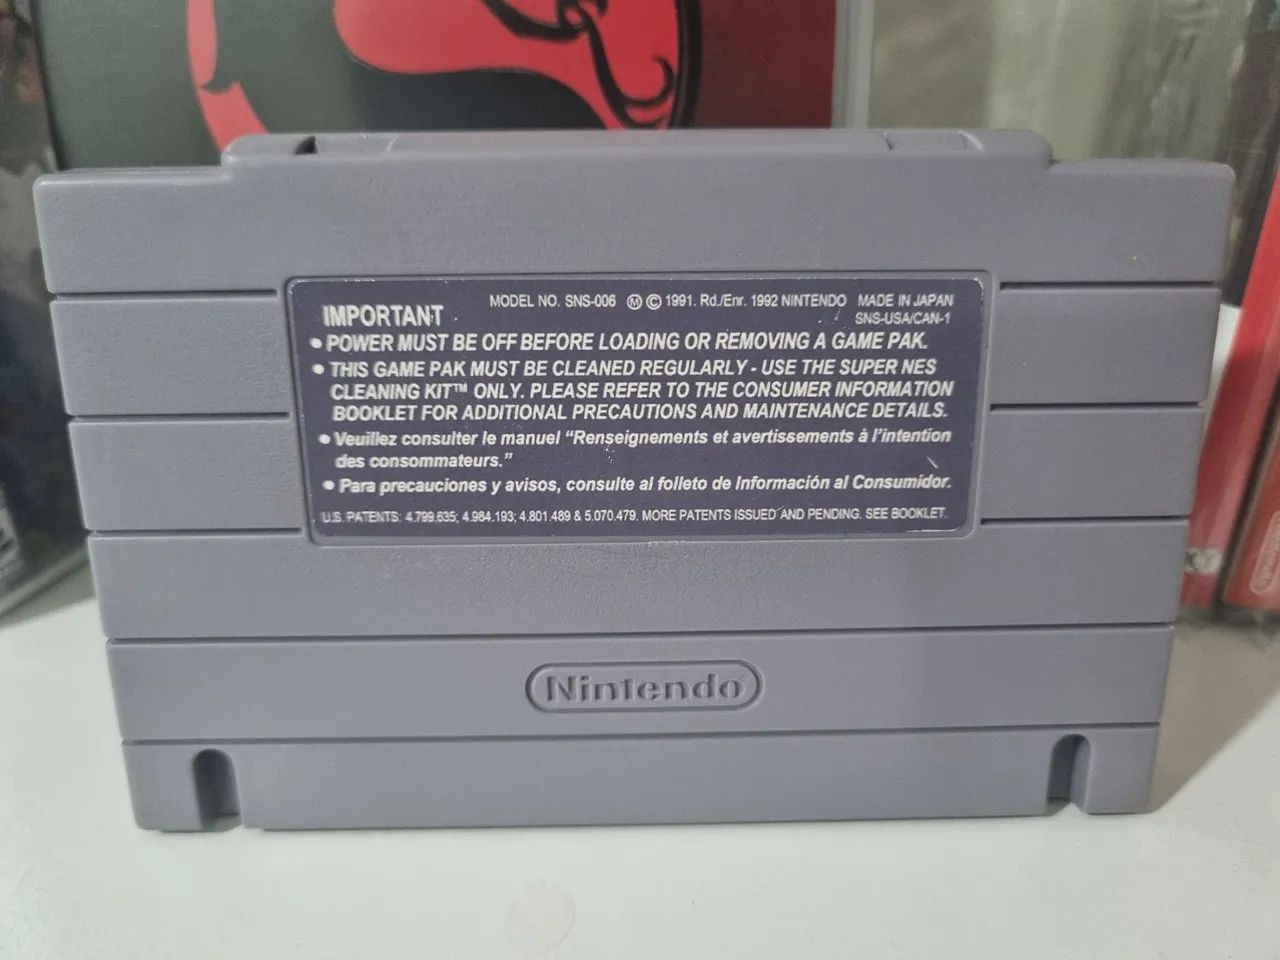 MODEL NO. SNS-006 Ⓜ © 1991. Rd./Enr. 1992 NINTENDO MADE IN JAPAN
IMPORTANT SNS-USA/CAN-1
• POWER MUST BE OFF BEFORE LOADING OR REMOVING A GAME PAK.
• THIS GAME PAK MUST BE CLEANED REGULARLY - USE THE SUPER NES
CLEANING KIT™ ONLY. PLEASE REFER TO THE CONSUMER INFORMATION
BOOKLET FOR ADDITIONAL PRECAUTIONS AND MAINTENANCE DETAILS.
• Veuillez consulter le manuel “Renseignements et avertissements à l’intention
des consommateurs.”
• Para precauciones y avisos, consulte al folleto de Información al Consumidor.
U.S. PATENTS: 4.799.635; 4.984.193; 4.801.489 & 5.070.479. MORE PATENTS ISSUED AND PENDING. SEE BOOKLET.
Nintendo